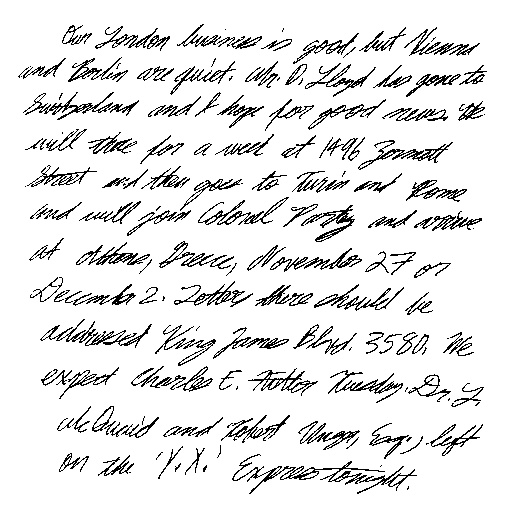 Our London business is good, but Vienna
and Berlin are quiet. Mr. D. Lloyd has gone to
Switzerland and I hope for good news. He
will there for a week at 1496 Zermott
Street and then goes to Turin and Rome
and will join Colonel Parry and arrive
at Athens, Greece, November 27 or
December 2. Letters there should be
addressed King James Blvd. 3580. We
expect Charles E. Fuller Tuesday. Dr. L.
McQuaid and Robert Unger, Esq., left
on the 'Y.X.' Express tonight.